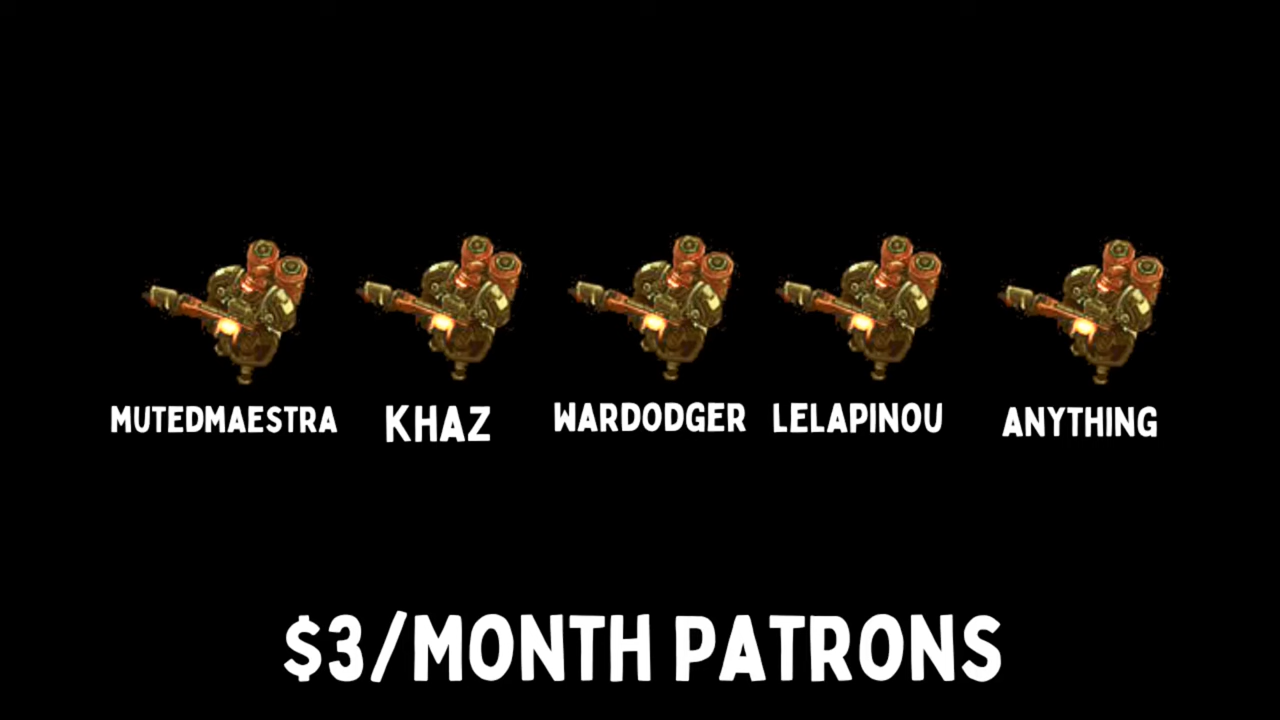 MUTEDMAESTRA KHAZ WARDODGER LELAPINOU ANYTHING
$3/MONTH PATRONS